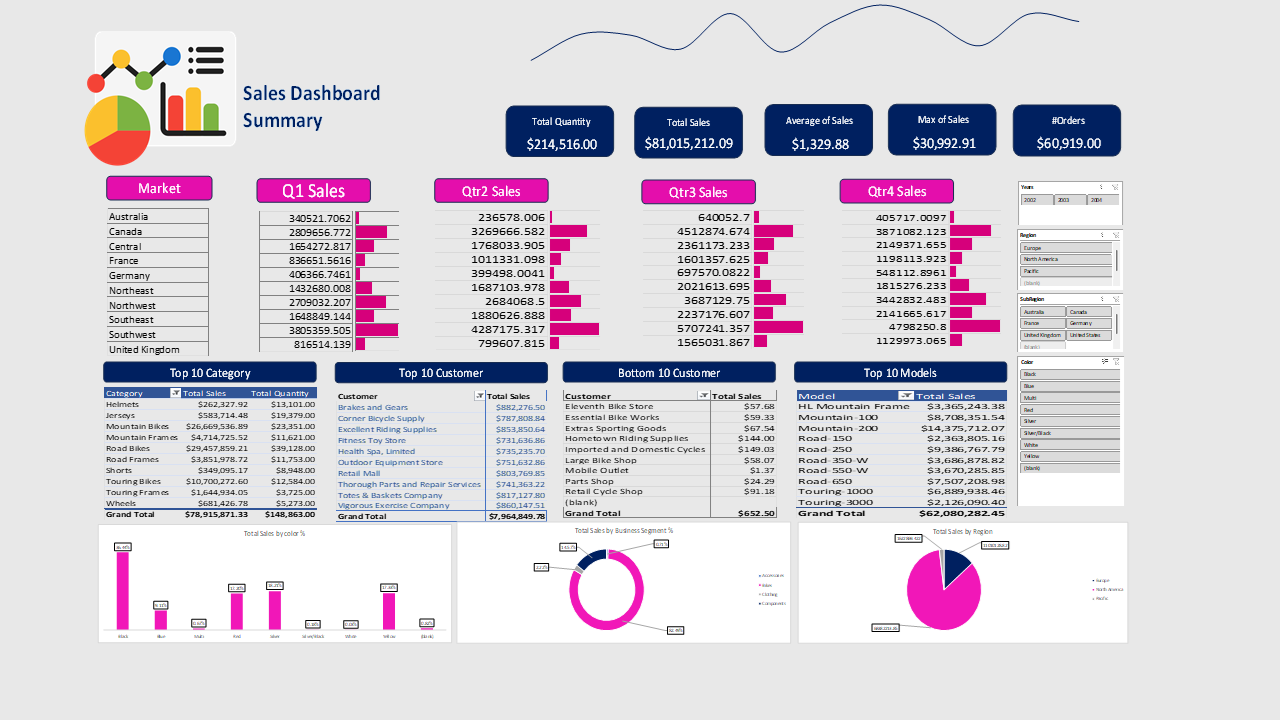 Sales Dashboard
Summary
Total Quantity
$214,516.00
Total Sales
$81,015,212.09
Average of Sales
$1,329.88
Max of Sales
$30,992.91
#Orders
$60,919.00
Market
Australia
Canada
Central
France
Germany
Northeast
Northwest
Southeast
Southwest
United Kingdom
Q1 Sales
340521.7062
2809656.772
1654272.817
836651.5616
406366.7461
1432680.008
2709032.207
1648849.144
3805359.505
816514.139
Qtr2 Sales
236578.006
3269666.582
1768033.905
1011331.098
399498.0041
1687103.978
2684068.5
1880626.888
4287175.317
799607.815
Qtr3 Sales
640052.7
4512874.674
2361173.233
1601357.625
697570.0822
2021613.695
3687129.75
2237176.607
5707241.357
1565031.867
Qtr4 Sales
405717.0097
3871082.123
2149371.655
1198113.923
548112.8961
1815276.233
3442832.483
2141665.617
4798250.8
1129973.065
Years
2002 2003 2004
Region
Europe
North America
Pacific
(blank)
SubRegion
Australia Canada
France Germany
United Kingdom United States
(blank)
Color
Black
Blue
Multi
Red
Silver
Silver/Black
White
Yellow
(blank)
Top 10 Category
Category Total Sales Total Quantity
Helmets $262,327.92 $13,101.00
Jerseys $583,714.48 $19,379.00
Mountain Bikes $26,669,536.89 $23,351.00
Mountain Frames $4,714,725.52 $11,621.00
Road Bikes $29,457,859.21 $39,128.00
Road Frames $3,851,978.72 $11,753.00
Shorts $349,095.17 $8,948.00
Touring Bikes $10,700,272.60 $12,584.00
Touring Frames $1,644,934.05 $3,725.00
Wheels $681,426.78 $5,273.00
Grand Total $78,915,871.33 $148,863.00
Top 10 Customer
Customer Total Sales
Brakes and Gears $882,276.50
Corner Bicycle Supply $787,808.84
Excellent Riding Supplies $853,850.64
Fitness Toy Store $731,636.86
Health Spa, Limited $735,235.70
Outdoor Equipment Store $751,632.86
Retail Mall $803,769.85
Thorough Parts and Repair Services $741,363.22
Totes & Baskets Company $817,127.80
Vigorous Exercise Company $860,147.51
Grand Total $7,964,849.78
Bottom 10 Customer
Customer Total Sales
Eleventh Bike Store $57.68
Essential Bike Works $59.33
Extras Sporting Goods $67.54
Hometown Riding Supplies $144.00
Imported and Domestic Cycles $149.03
Large Bike Shop $58.07
Mobile Outlet $1.37
Parts Shop $24.29
Retail Cycle Shop $91.18
(blank)
Grand Total $652.50
Top 10 Models
Model Total Sales
HL Mountain Frame $3,365,243.38
Mountain-100 $8,708,351.54
Mountain-200 $14,375,712.07
Road-150 $2,363,805.16
Road-250 $9,386,767.79
Road-350-W $3,686,878.82
Road-550-W $3,670,285.85
Road-650 $7,507,208.98
Touring-1000 $6,889,938.46
Touring-3000 $2,126,090.40
Grand Total $62,080,282.45
Total Sales by color %
Black Blue Multi Red Silver Silver/Black White Yellow (blank)
Total Sales by Business Segment %
Accessories
Bikes
Clothing
Components
Total Sales by Region
Europe
North America
Pacific